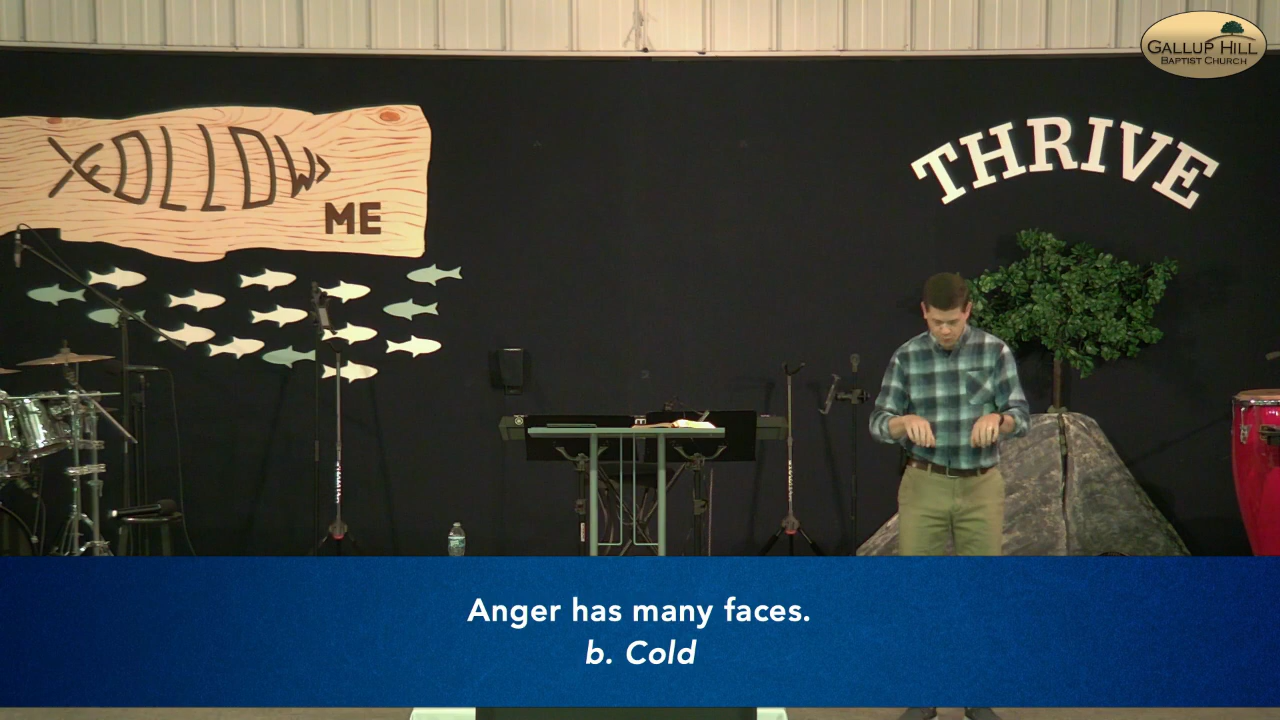 GALLUP HILL
BAPTIST CHURCH
FOLLOW
ME
THRIVE
Anger has many faces.
b. Cold